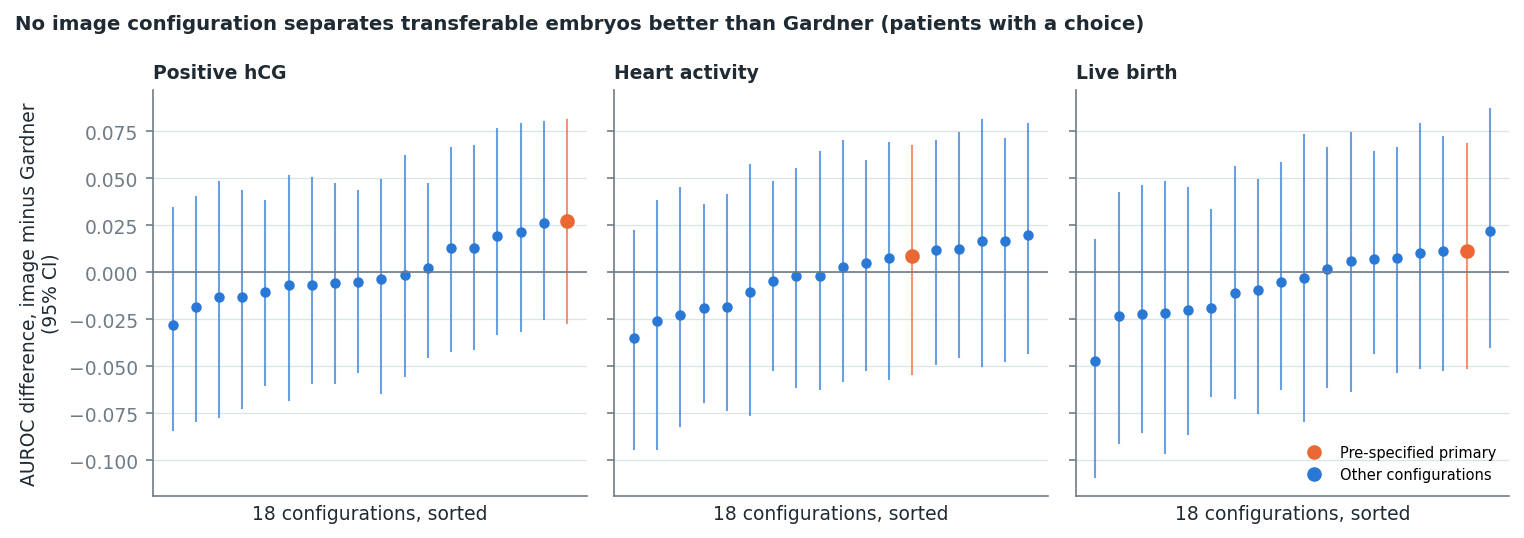 No image configuration separates transferable embryos better than Gardner (patients with a choice)
Positive hCG
Heart activity
Live birth
AUROC difference, image minus Gardner
(95% CI)
0.075
0.050
0.025
0.000
−0.025
−0.050
−0.075
−0.100
Pre-specified primary
Other configurations
18 configurations, sorted
18 configurations, sorted
18 configurations, sorted